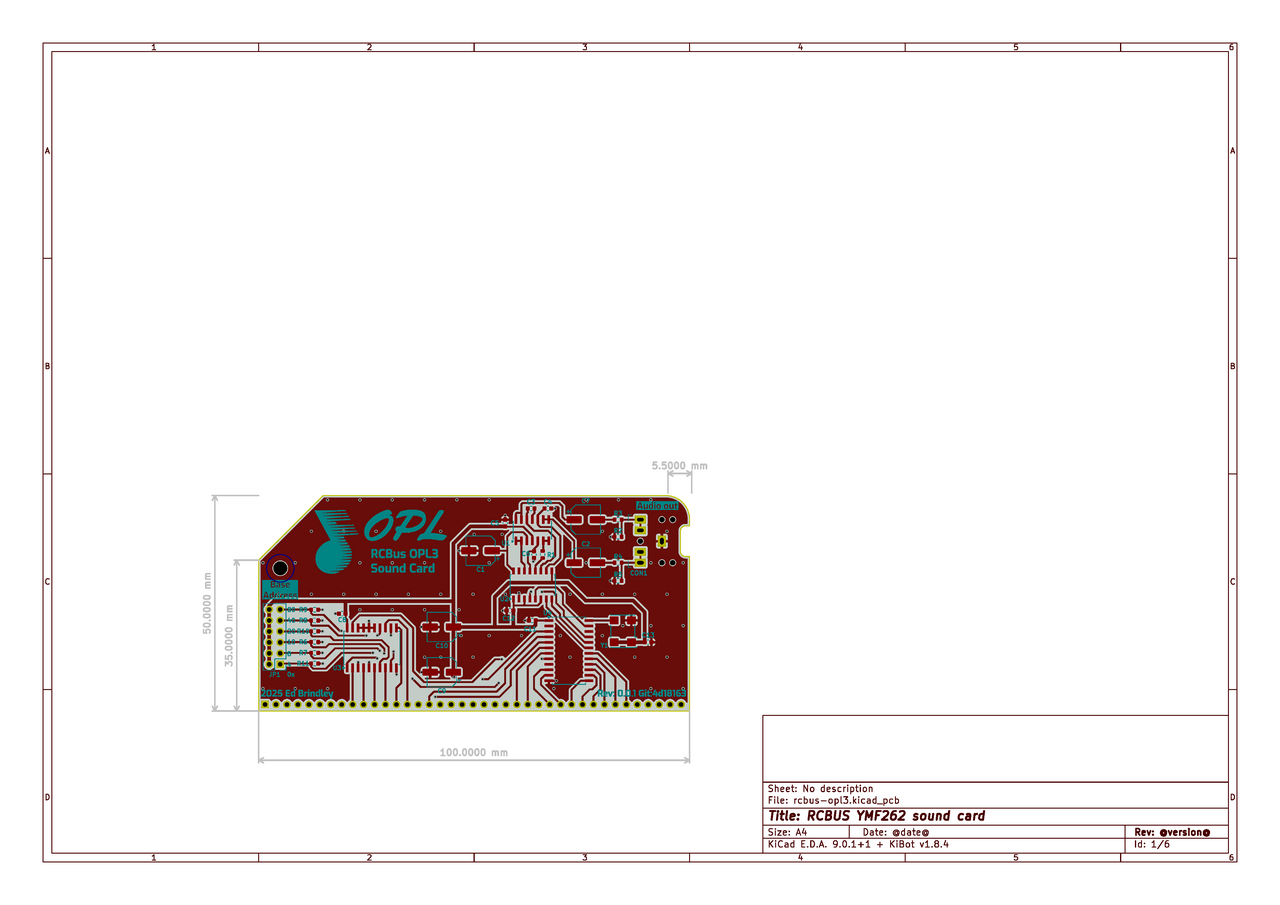 1 2 3 4 5 6
A A
B B
5.5000 mm
Audio out
OPL
RCBus OPL3
Sound Card
C1
C2
CON1
Base
Address
50.0000 mm
35.0000 mm
C C
C10
JP1 0x
2025 Ed Brindley
Rev: 0.0.1 Git:4d18163
100.0000 mm
D D
Sheet: No description
File: rcbus-opl3.kicad_pcb
Title: RCBUS YMF262 sound card
Size: A4 Date: @date@ Rev: @version@
KiCad E.D.A. 9.0.1+1 + KiBot v1.8.4 Id: 1/6
1 2 3 4 5 6